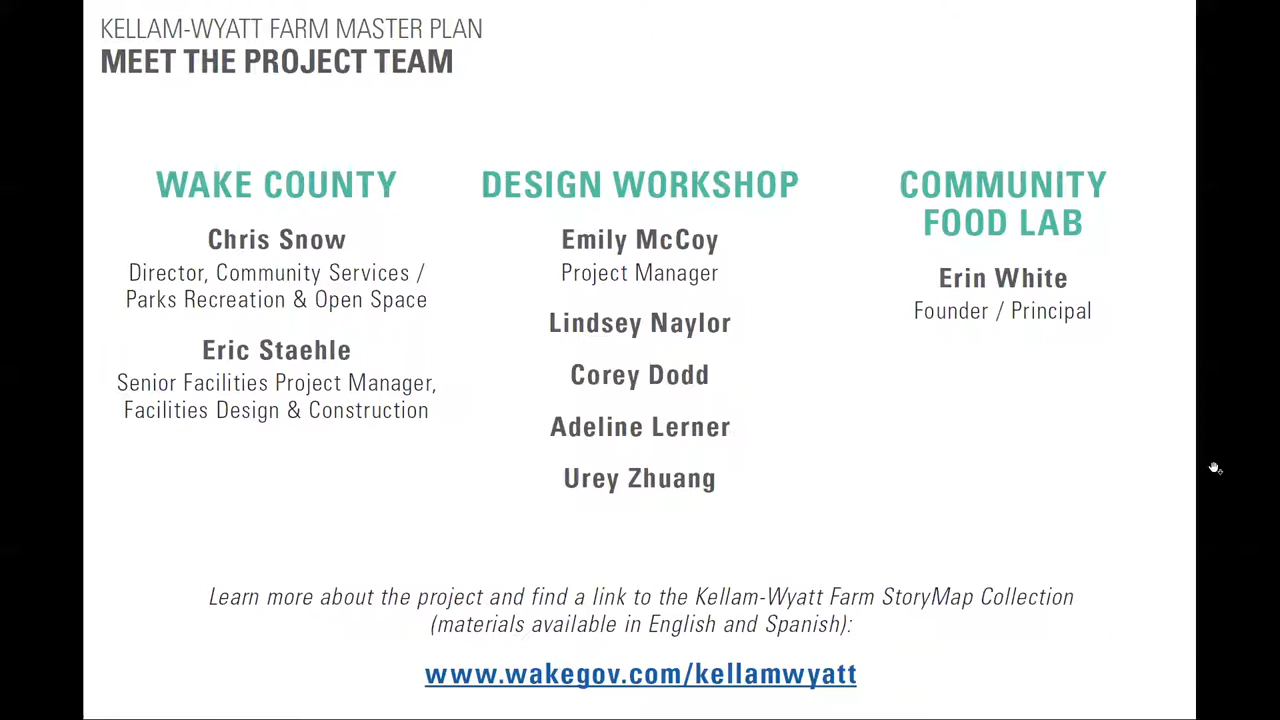 KELLAM-WYATT FARM MASTER PLAN
MEET THE PROJECT TEAM
WAKE COUNTY
Chris Snow
Director, Community Services /
Parks Recreation & Open Space
Eric Staehle
Senior Facilities Project Manager,
Facilities Design & Construction
DESIGN WORKSHOP
Emily McCoy
Project Manager
Lindsey Naylor
Corey Dodd
Adeline Lerner
Urey Zhuang
COMMUNITY
FOOD LAB
Erin White
Founder / Principal
Learn more about the project and find a link to the Kellam-Wyatt Farm StoryMap Collection
(materials available in English and Spanish):
www.wakegov.com/kellamwyatt